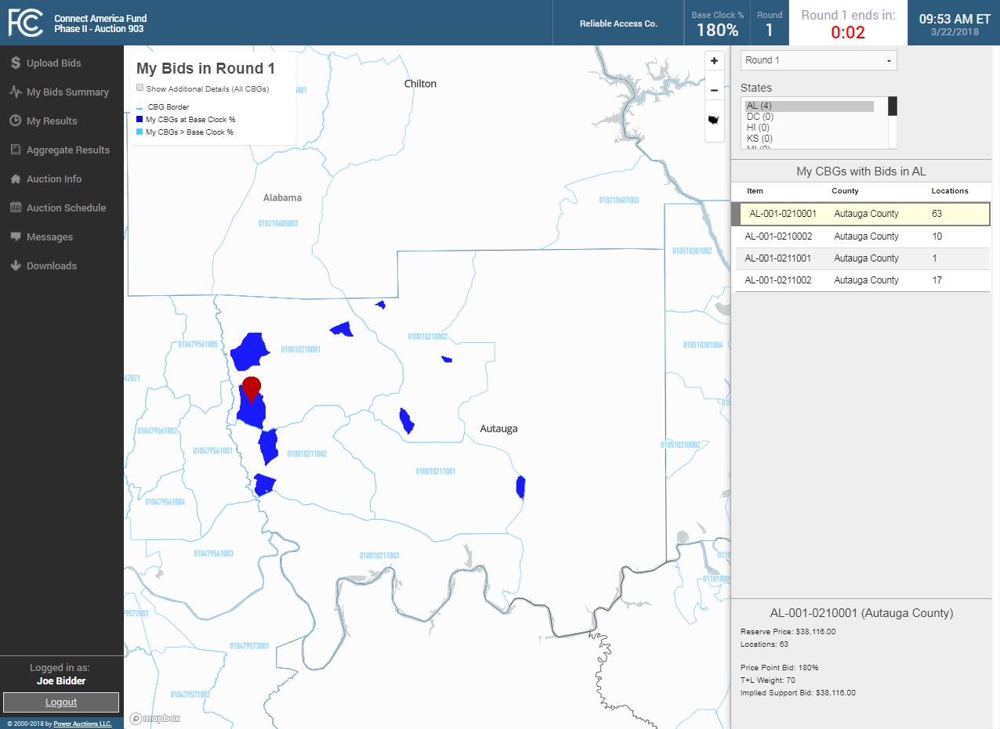 FCC
Connect America Fund
Phase II - Auction 903
Reliable Access Co.
Base Clock %
180%
Round
1
Round 1 ends in:
0:02
09:53 AM ET
3/22/2018
Upload Bids
My Bids Summary
My Results
Aggregate Results
Auction Info
Auction Schedule
Messages
Downloads
Logged in as:
Joe Bidder
Logout
© 2000-2018 by Power Auctions LLC.
My Bids in Round 1
Show Additional Details (All CBGs)
CBG Border
My CBGs at Base Clock %
My CBGs > Base Clock %
Chilton
Alabama
010210605002
010210607003
010510301002
010479561005
010010210001
010010210002
010510301004
62021
010479561002
010479561001
010010211002
Autauga
010510310002
010010211001
010479561004
010479561003
010010211003
9572002
010479573001
010479571002
mapbox
+
−
Round 1
States
AL (4)
DC (0)
HI (0)
KS (0)
MI (0)
My CBGs with Bids in AL
Item County Locations
AL-001-0210001 Autauga County 63
AL-001-0210002 Autauga County 10
AL-001-0211001 Autauga County 1
AL-001-0211002 Autauga County 17
AL-001-0210001 (Autauga County)
Reserve Price: $38,116.00
Locations: 63
Price Point Bid: 180%
T+L Weight: 70
Implied Support Bid: $38,116.00